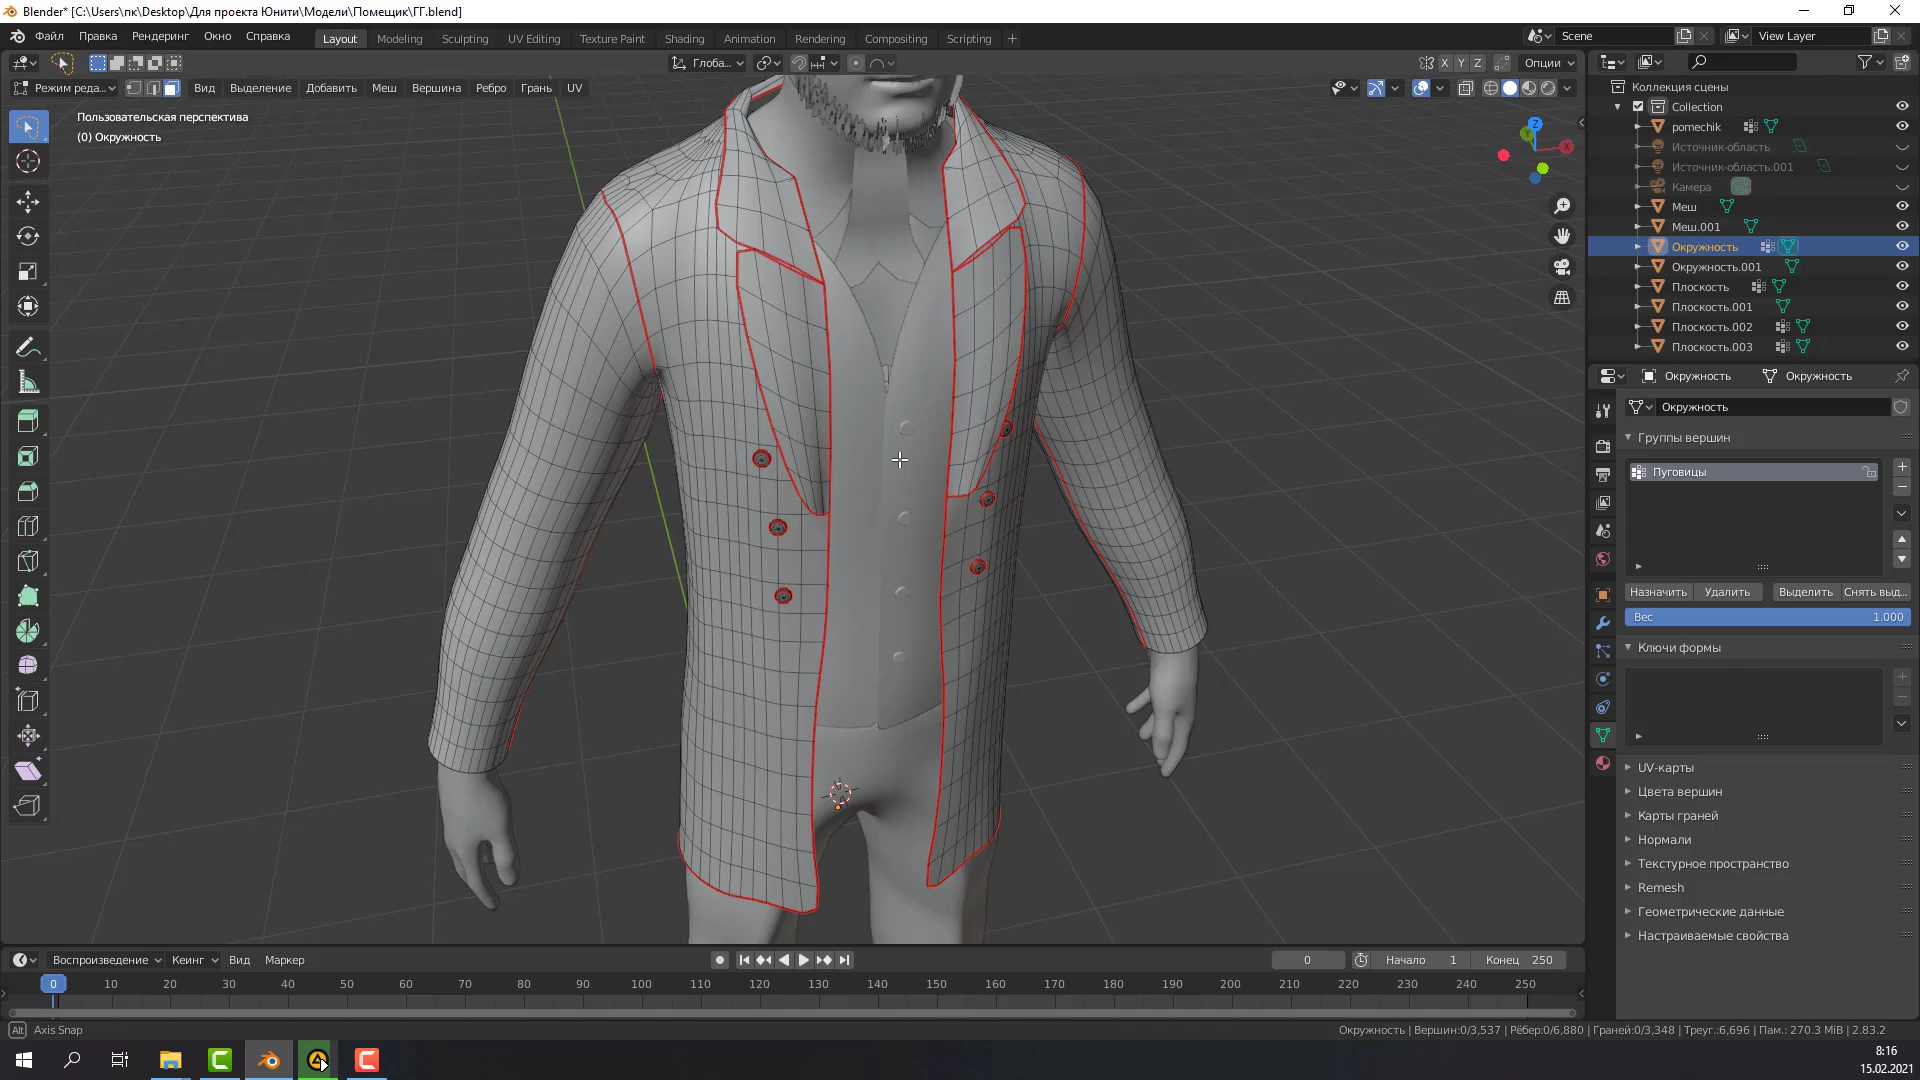 Blender* [C:\Users\пк\Desktop\Для проекта Юнити\Модели\Помещик\ГГ.blend]
Файл Правка Рендеринг Окно Справка Layout Modeling Sculpting UV Editing Texture Paint Shading Animation Rendering Compositing Scripting Scene View Layer
Глоба... X Y Z Опции
Режим реда... Вид Выделение Добавить Меш Вершина Ребро Грань UV
Пользовательская перспектива
(0) Окружность
Z
Y
X
Коллекция сцены
Collection
pomechik
Источник-область
Источник-область.001
Камера
Меш
Меш.001
Окружность
Окружность.001
Плоскость
Плоскость.001
Плоскость.002
Плоскость.003
Окружность Окружность
Окружность
Группы вершин
Пуговицы
Назначить Удалить Выделить Снять выд...
Вес 1.000
Ключи формы
UV-карты
Цвета вершин
Карты граней
Нормали
Текстурное пространство
Remesh
Геометрические данные
Настраиваемые свойства
Воспроизведение Кеинг Вид Маркер 0 Начало 1 Конец 250
0 10 20 30 40 50 60 70 80 90 100 110 120 130 140 150 160 170 180 190 200 210 220 230 240 250
Alt Axis Snap Окружность | Вершин:0/3,537 | Рёбер:0/6,880 | Граней:0/3,348 | Треуг.:6,696 | Пам.: 270.3 MiB | 2.83.2
8:16
15.02.2021